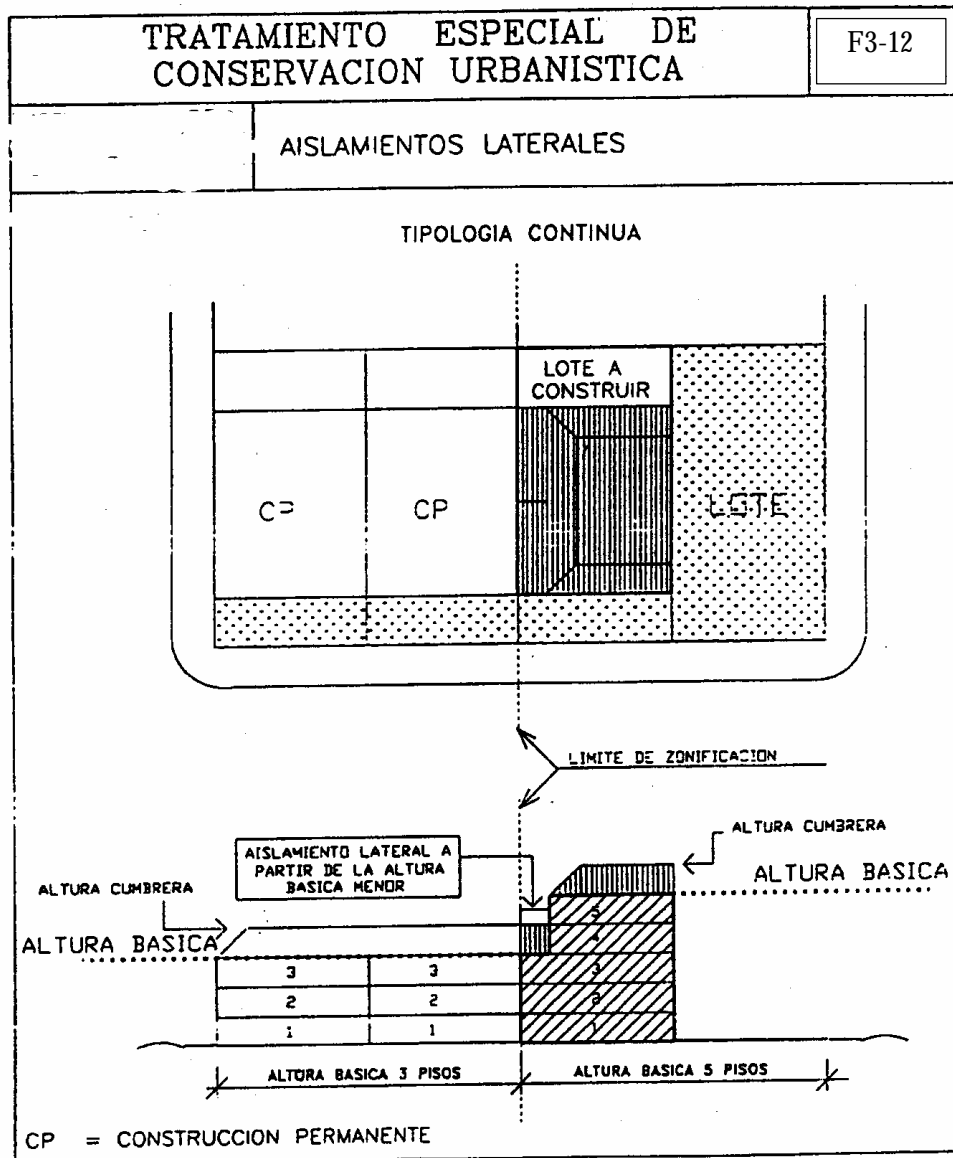 TRATAMIENTO ESPECIAL DE
CONSERVACION URBANISTICA
F3-12
AISLAMIENTOS LATERALES
TIPOLOGIA CONTINUA
LOTE A
CONSTRUIR
CP
CP
LOTE
LIMITE DE ZONIFICACION
ALTURA CUMBRERA
AISLAMIENTO LATERAL A
PARTIR DE LA ALTURA
BASICA MENOR
ALTURA BASICA
ALTURA CUMBRERA
ALTURA BASICA
5
4
3 3 3
2 2 2
1 1 1
ALTURA BASICA 3 PISOS
ALTURA BASICA 5 PISOS
CP = CONSTRUCCION PERMANENTE